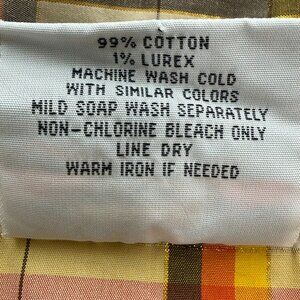 99% COTTON
1% LUREX
MACHINE WASH COLD
WITH SIMILAR COLORS
MILD SOAP WASH SEPARATELY
NON-CHLORINE BLEACH ONLY
LINE DRY
WARM IRON IF NEEDED